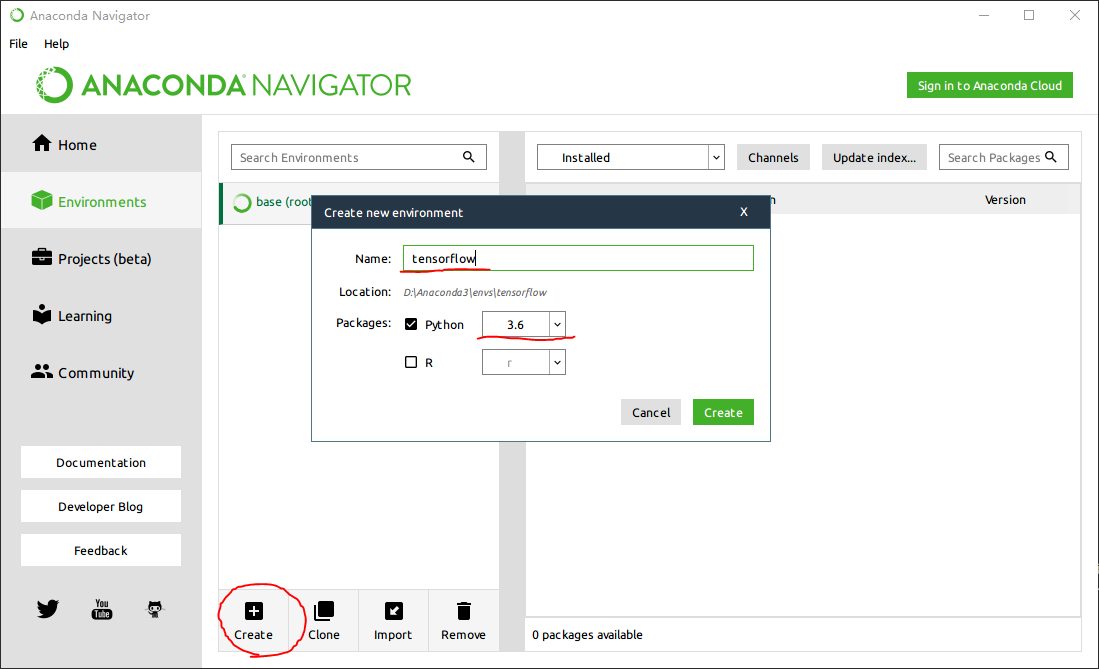 Anaconda Navigator
File Help
ANACONDA NAVIGATOR
Sign in to Anaconda Cloud
Home
Environments
Projects (beta)
Learning
Community
Documentation
Developer Blog
Feedback
You
Tube
Search Environments
base (root
Create
Clone
Import
Remove
Installed
Channels
Update index...
Search Packages
n
Version
0 packages available
Create new environment
X
Name: tensorflow
Location: D:\Anaconda3\envs\tensorflow
Packages: Python 3.6
R r
Cancel Create